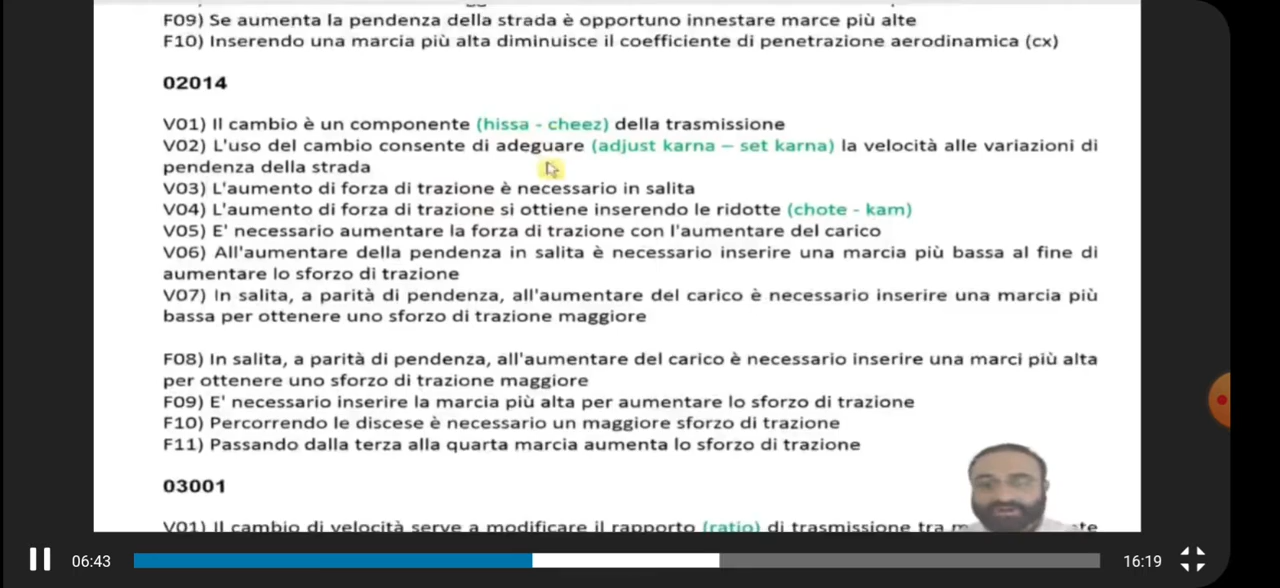 F09) Se aumenta la pendenza della strada è opportuno innestare marce più alte
F10) Inserendo una marcia più alta diminuisce il coefficiente di penetrazione aerodinamica (cx)
02014
V01) Il cambio è un componente (hissa - cheez) della trasmissione
V02) L'uso del cambio consente di adeguare (adjust karna – set karna) la velocità alle variazioni di
pendenza della strada
V03) L'aumento di forza di trazione è necessario in salita
V04) L'aumento di forza di trazione si ottiene inserendo le ridotte (chote - kam)
V05) E' necessario aumentare la forza di trazione con l'aumentare del carico
V06) All'aumentare della pendenza in salita è necessario inserire una marcia più bassa al fine di
aumentare lo sforzo di trazione
V07) In salita, a parità di pendenza, all'aumentare del carico è necessario inserire una marcia più
bassa per ottenere uno sforzo di trazione maggiore
F08) In salita, a parità di pendenza, all'aumentare del carico è necessario inserire una marci più alta
per ottenere uno sforzo di trazione maggiore
F09) E' necessario inserire la marcia più alta per aumentare lo sforzo di trazione
F10) Percorrendo le discese è necessario un maggiore sforzo di trazione
F11) Passando dalla terza alla quarta marcia aumenta lo sforzo di trazione
03001
V01) Il cambio di velocità serve a modificare il rapporto (ratio) di trasmissione tra
06:43
16:19